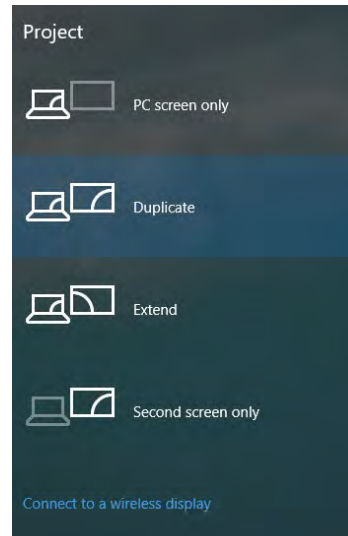 Project
PC screen only
Duplicate
Extend
Second screen only
Connect to a wireless display